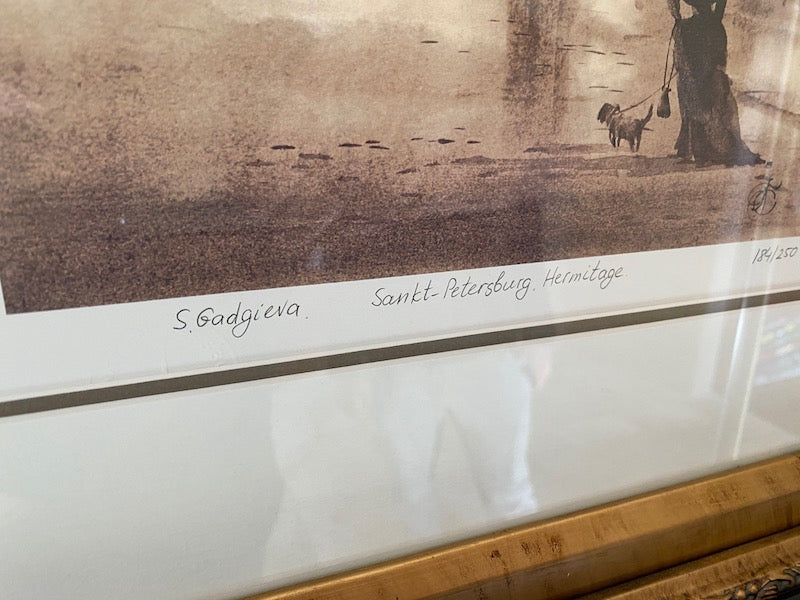 S. Gadgieva.
Sankt-Petersburg. Hermitage.
184/250